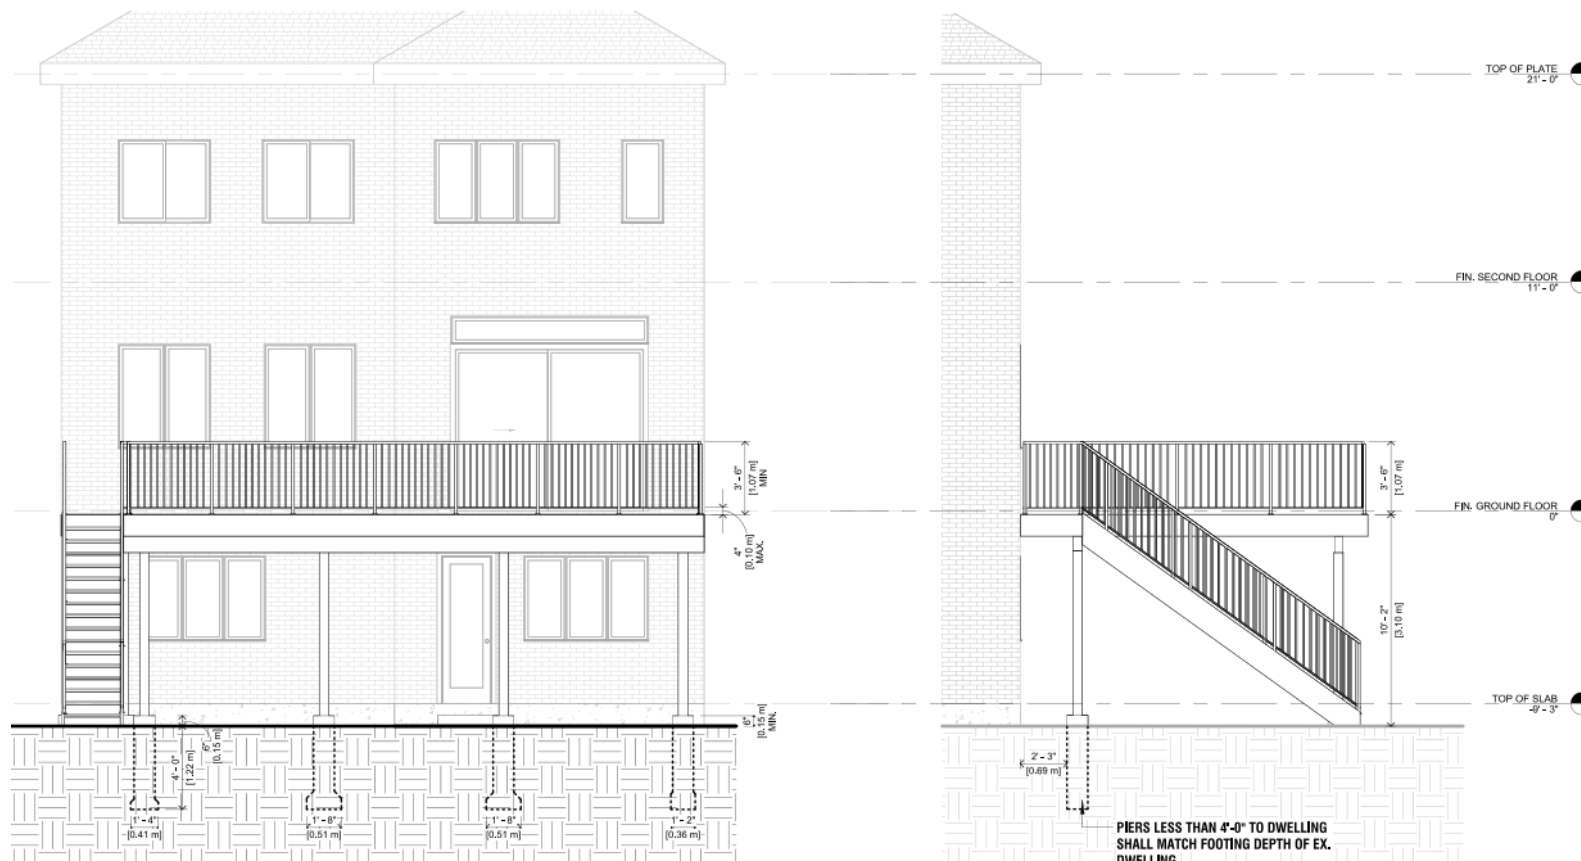 TOP OF PLATE
21' - 0"
FIN. SECOND FLOOR
11' - 0"
3' - 6"
[1.07 m]
MIN
3' - 6"
[1.07 m]
FIN. GROUND FLOOR
0"
4"
[0.10 m]
MAX.
10' - 2"
[3.10 m]
TOP OF SLAB
-9' - 3"
6"
[0.15 m]
MIN.
6"
[0.15 m]
4' - 0"
[1.22 m]
2' - 3"
[0.69 m]
1' - 4"
[0.41 m]
1' - 8"
[0.51 m]
1' - 8"
[0.51 m]
1' - 2"
[0.36 m]
PIERS LESS THAN 4'-0" TO DWELLING
SHALL MATCH FOOTING DEPTH OF EX.
DWELLING